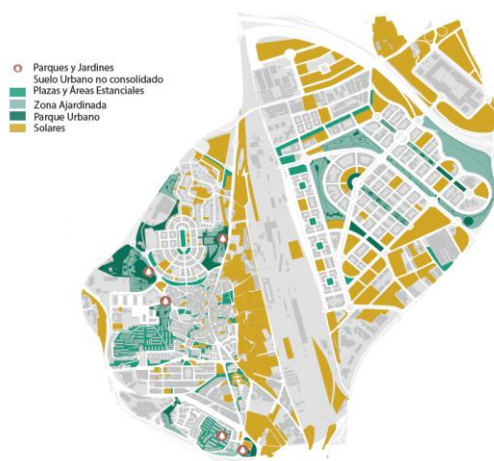 Parques y Jardines
Suelo Urbano no consolidado
Plazas y Áreas Estanciales
Zona Ajardinada
Parque Urbano
Solares